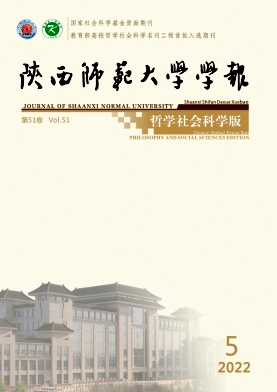 国家社会科学基金资助期刊
教育部高校哲学社会科学名刊工程首批入选期刊
陕西师范大学学报
Shaanxi Shifan Daxue Xuebao
JOURNAL OF SHAANXI NORMAL UNIVERSITY
第51卷 Vol.51
哲学社会科学版
PHILOSOPHY AND SOCIAL SCIENCES EDITION
5
2022